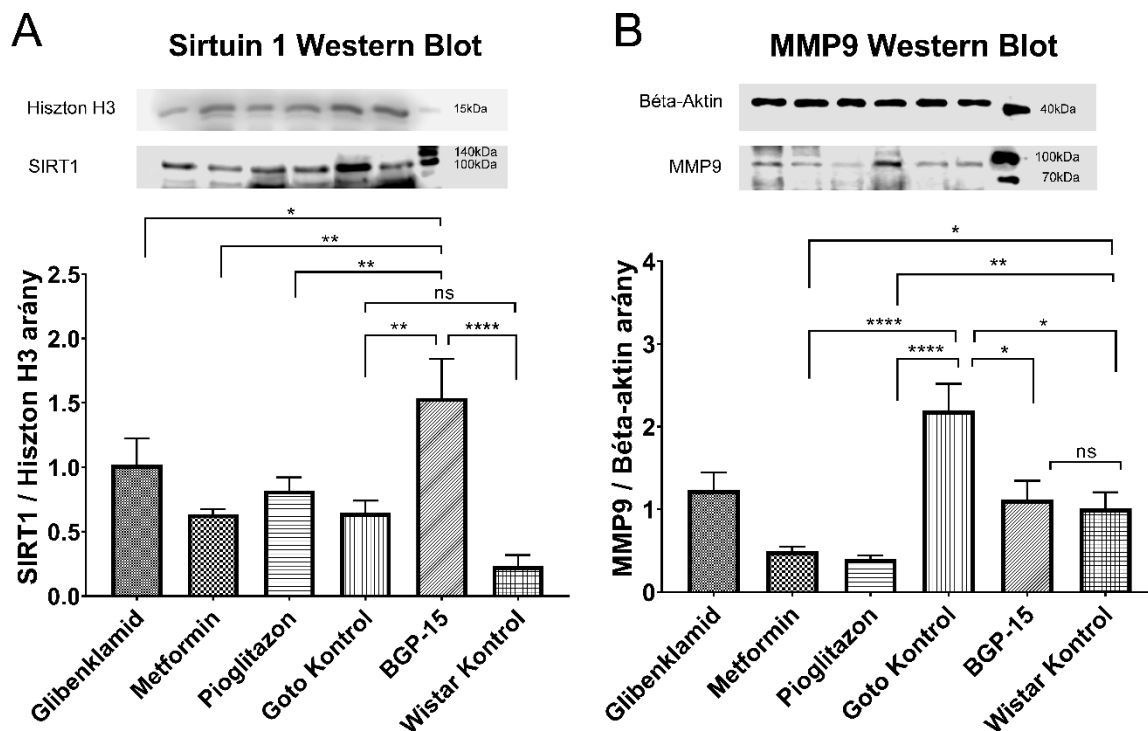 A
Sirtuin 1 Western Blot
Hiszton H3
15kDa
SIRT1
140kDa
100kDa
*
**
**
ns
**
****
SIRT1 / Hiszton H3 arány
2.5
2.0
1.5
1.0
0.5
0.0
Glibenklamid
Metformin
Pioglitazon
Goto Kontrol
BGP-15
Wistar Kontrol
B
MMP9 Western Blot
Béta-Aktin
40kDa
MMP9
100kDa
70kDa
*
**
****
*
****
*
ns
MMP9 / Béta-aktin arány
4
3
2
1
0
Glibenklamid
Metformin
Pioglitazon
Goto Kontrol
BGP-15
Wistar Kontrol